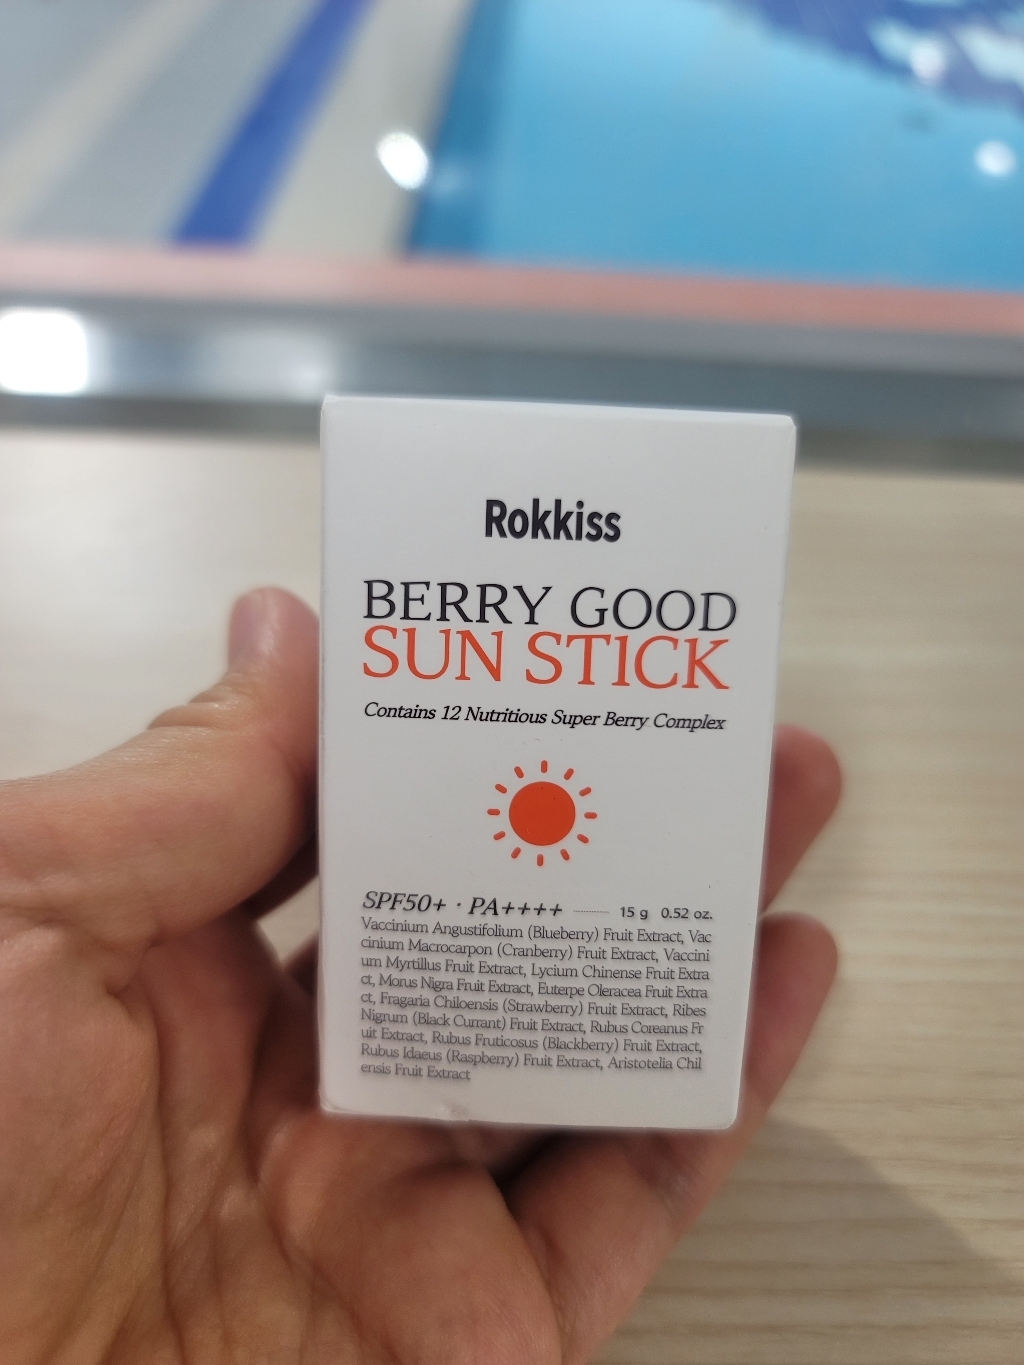 Rokkiss
BERRY GOOD
SUN STICK
Contains 12 Nutritious Super Berry Complex
SPF50+ · PA++++ 15 g 0.52 oz.
Vaccinium Angustifolium (Blueberry) Fruit Extract, Vac
cinium Macrocarpon (Cranberry) Fruit Extract, Vaccini
um Myrtillus Fruit Extract, Lycium Chinense Fruit Extra
ct, Morus Nigra Fruit Extract, Euterpe Oleracea Fruit Extra
ct, Fragaria Chiloensis (Strawberry) Fruit Extract, Ribes
Nigrum (Black Currant) Fruit Extract, Rubus Coreanus Fr
uit Extract, Rubus Fruticosus (Blackberry) Fruit Extract,
Rubus Idaeus (Raspberry) Fruit Extract, Aristotelia Chil
ensis Fruit Extract